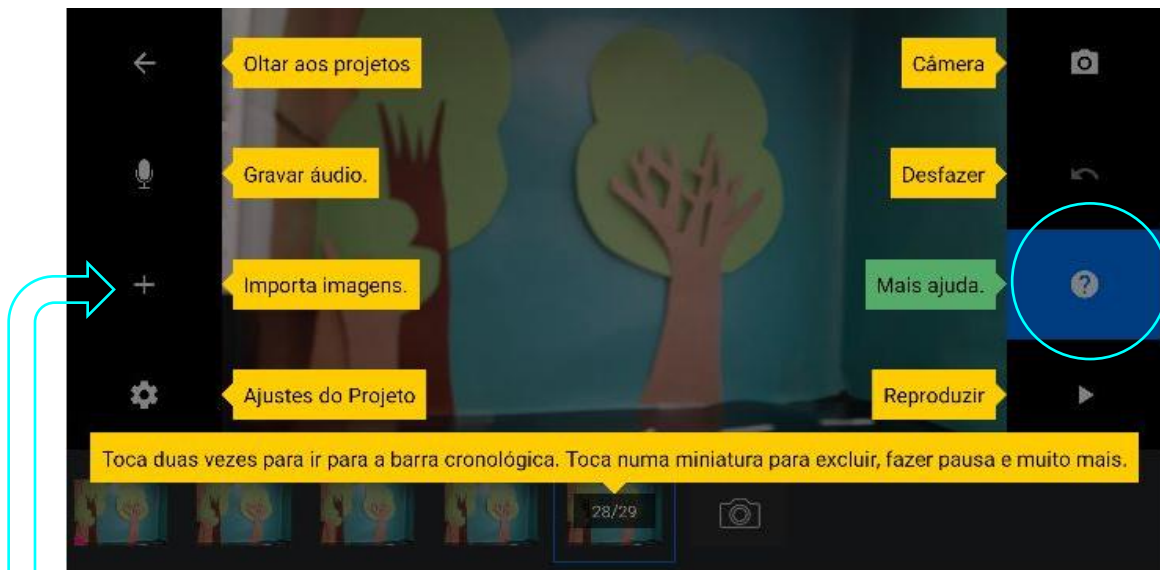 Oltar aos projetos
Câmera
Gravar áudio.
Desfazer
Importa imagens.
Mais ajuda.
Ajustes do Projeto
Reproduzir
Toca duas vezes para ir para a barra cronológica. Toca numa miniatura para excluir, fazer pausa e muito mais.
28/29